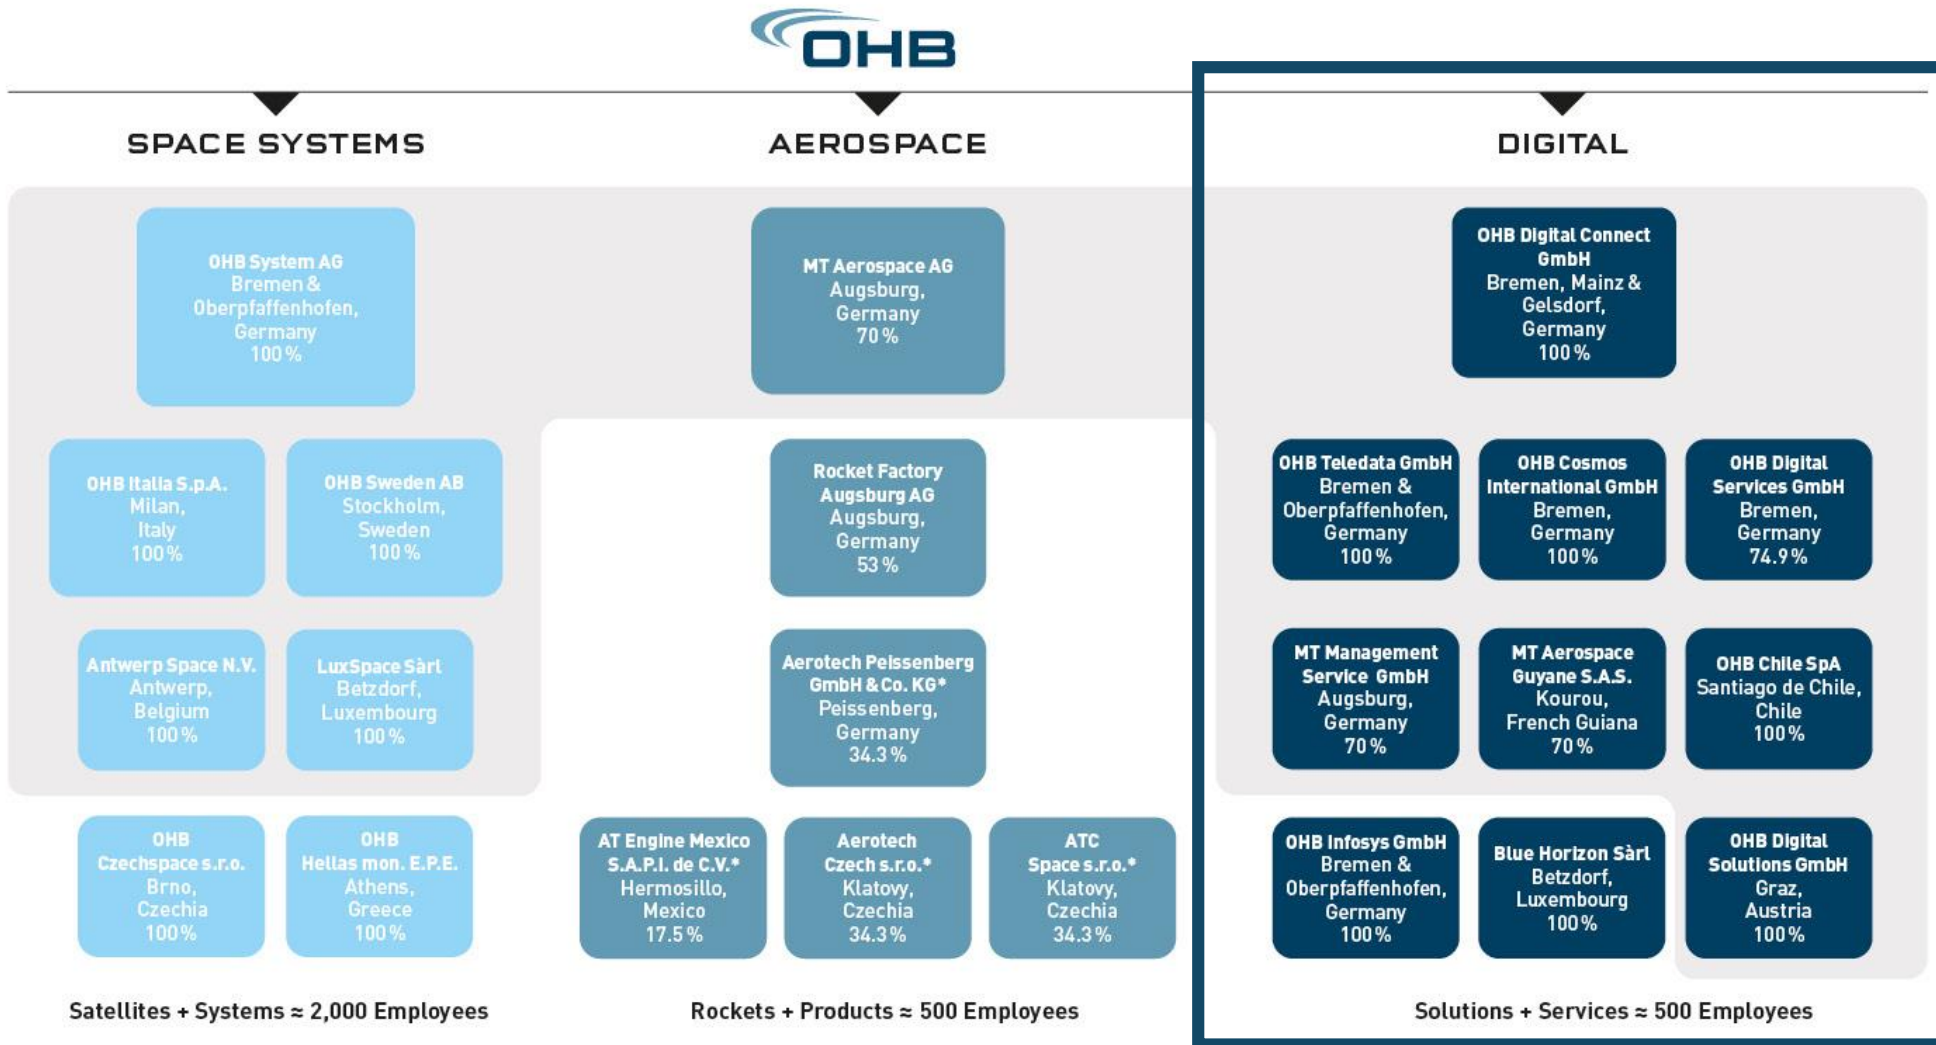 OHB
SPACE SYSTEMS
AEROSPACE
DIGITAL
OHB System AG
Bremen &
Oberpfaffenhofen,
Germany
100%
MT Aerospace AG
Augsburg,
Germany
70%
OHB Digital Connect
GmbH
Bremen, Mainz &
Gelsdorf,
Germany
100%
OHB Italia S.p.A.
Milan,
Italy
100%
OHB Sweden AB
Stockholm,
Sweden
100%
Rocket Factory
Augsburg AG
Augsburg,
Germany
53%
OHB Teledata GmbH
Bremen &
Oberpfaffenhofen,
Germany
100%
OHB Cosmos
International GmbH
Bremen,
Germany
100%
OHB Digital
Services GmbH
Bremen,
Germany
74.9%
Antwerp Space N.V.
Antwerp,
Belgium
100%
LuxSpace Sàrl
Betzdorf,
Luxembourg
100%
Aerotech Peissenberg
GmbH & Co. KG*
Peissenberg,
Germany
34.3%
MT Management
Service GmbH
Augsburg,
Germany
70%
MT Aerospace
Guyane S.A.S.
Kourou,
French Guiana
70%
OHB Chile SpA
Santiago de Chile,
Chile
100%
OHB
Czechspace s.r.o.
Brno,
Czechia
100%
OHB
Hellas mon. E.P.E.
Athens,
Greece
100%
AT Engine Mexico
S.A.P.I. de C.V.*
Hermosillo,
Mexico
17.5%
Aerotech
Czech s.r.o.*
Klatovy,
Czechia
34.3%
ATC
Space s.r.o.*
Klatovy,
Czechia
34.3%
OHB Infosys GmbH
Bremen &
Oberpfaffenhofen,
Germany
100%
Blue Horizon Sàrl
Betzdorf,
Luxembourg
100%
OHB Digital
Solutions GmbH
Graz,
Austria
100%
Satellites + Systems ≈ 2,000 Employees
Rockets + Products ≈ 500 Employees
Solutions + Services ≈ 500 Employees